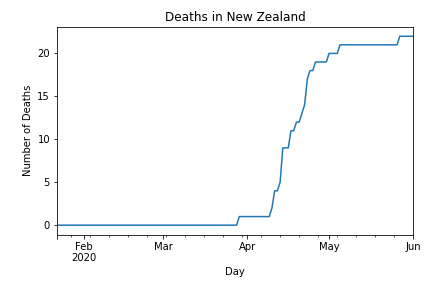 Deaths in New Zealand
Number of Deaths
20
15
10
5
0
Feb
2020
Mar
Apr
May
Jun
Day